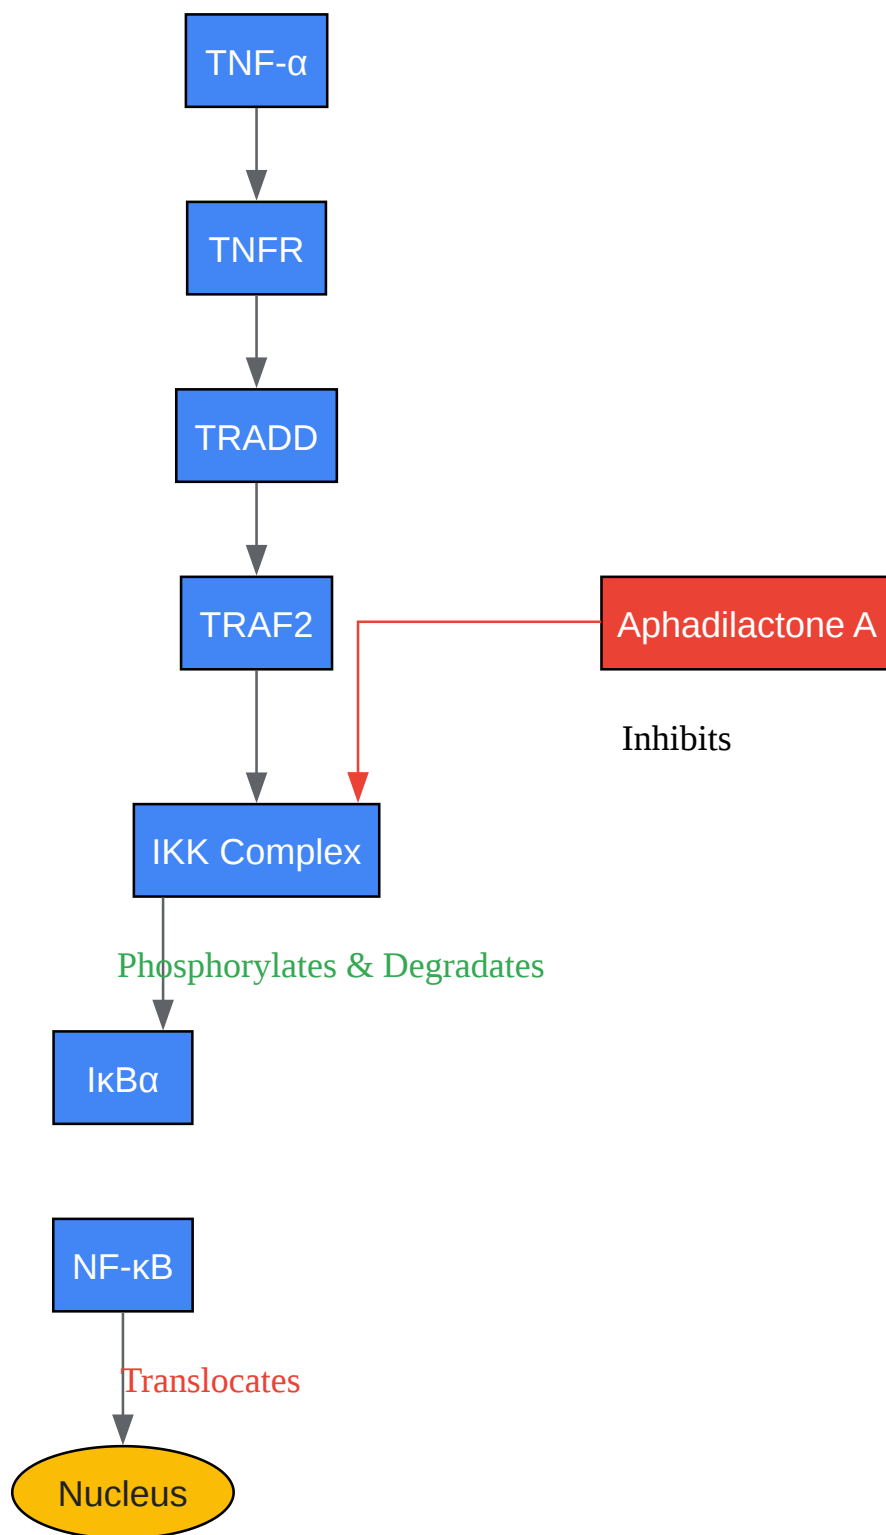 TNF-α
TNFR
TRADD
TRAF2
Aphadilactone A
Inhibits
IKK Complex
Phosphorylates & Degradates
IκBα
NF-κB
Translocates
Nucleus